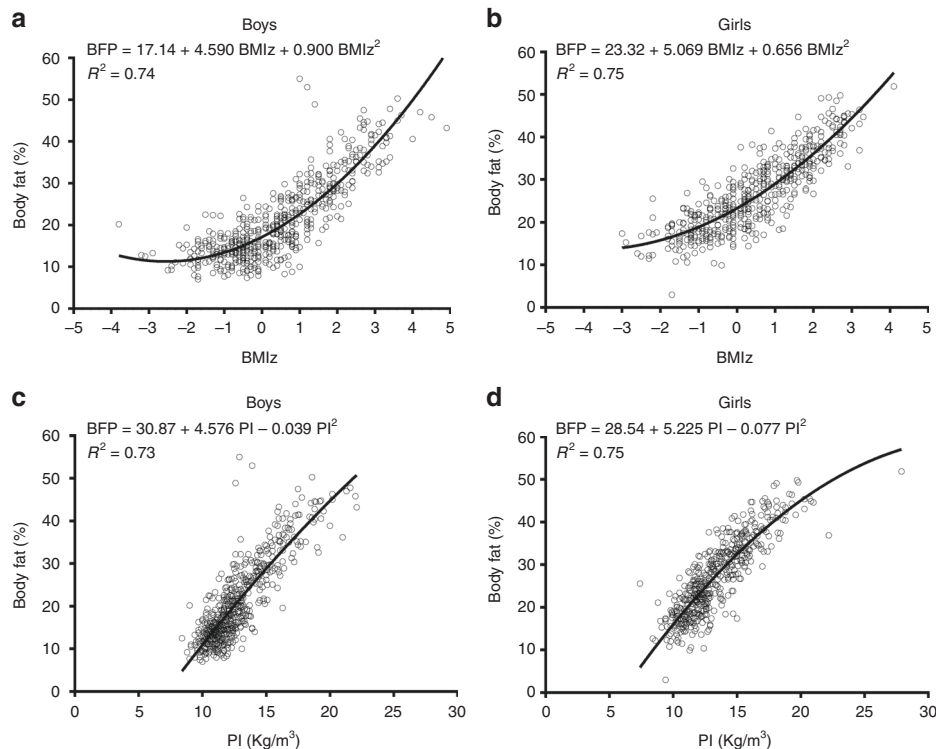 a
Boys
BFP = 17.14 + 4.590 BMIz + 0.900 BMIz²
R² = 0.74
60
50
40
30
20
10
0
Body fat (%)
–5 –4 –3 –2 –1 0 1 2 3 4 5
BMIz
b
Girls
BFP = 23.32 + 5.069 BMIz + 0.656 BMIz²
R² = 0.75
60
50
40
30
20
10
0
Body fat (%)
–5 –4 –3 –2 –1 0 1 2 3 4 5
BMIz
c
Boys
BFP = 30.87 + 4.576 PI – 0.039 PI²
R² = 0.73
60
50
40
30
20
10
0
Body fat (%)
0 5 10 15 20 25 30
PI (Kg/m³)
d
Girls
BFP = 28.54 + 5.225 PI – 0.077 PI²
R² = 0.75
60
50
40
30
20
10
0
Body fat (%)
0 5 10 15 20 25 30
PI (Kg/m³)